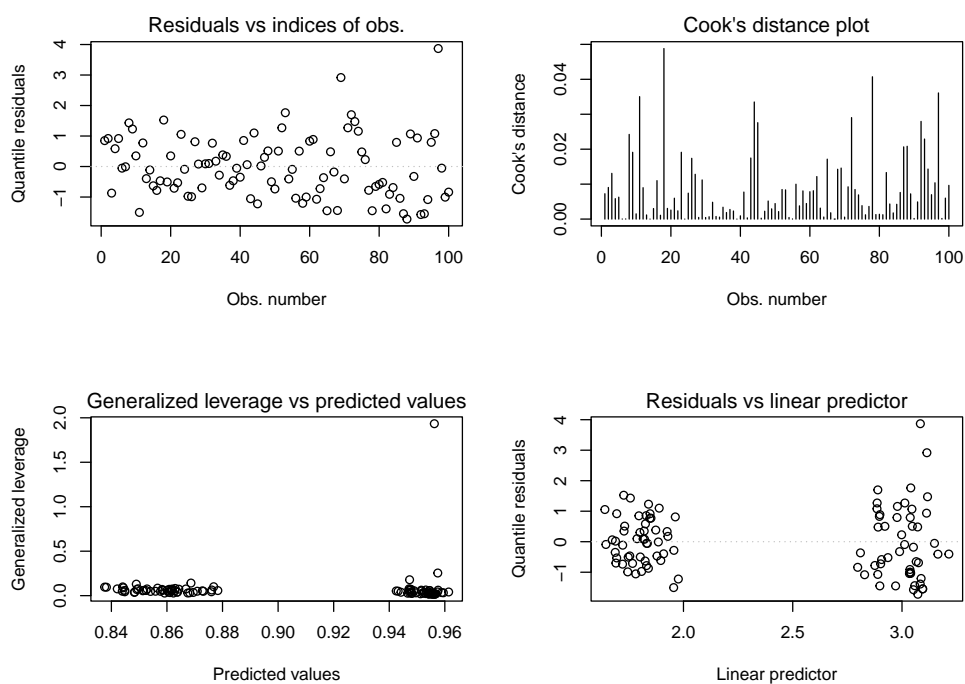 Residuals vs indices of obs.
Quantile residuals
4
3
2
1
0
−1
0 20 40 60 80 100
Obs. number
Cook's distance plot
Cook's distance
0.04
0.02
0.00
0 20 40 60 80 100
Obs. number
Generalized leverage vs predicted values
Generalized leverage
2.0
1.5
1.0
0.5
0.0
0.84 0.86 0.88 0.90 0.92 0.94 0.96
Predicted values
Residuals vs linear predictor
Quantile residuals
4
3
2
1
0
−1
2.0 2.5 3.0
Linear predictor